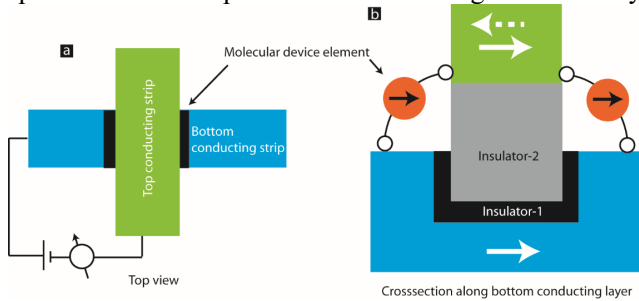 a
b
Molecular device element
Top conducting strip
Bottom
conducting strip
Insulator-2
Insulator-1
Top view
Crosssection along bottom conducting layer